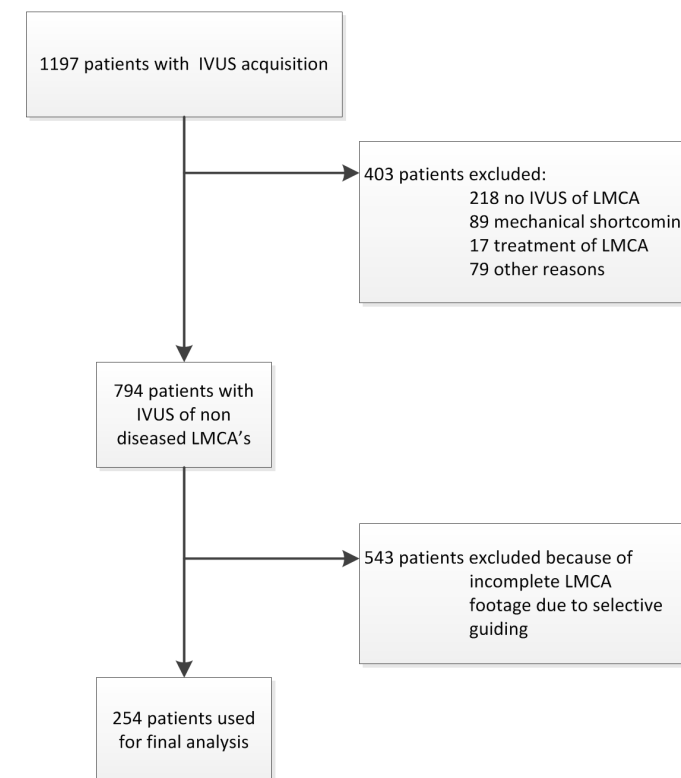 1197 patients with IVUS acquisition
403 patients excluded:
218 no IVUS of LMCA
89 mechanical shortcomin
17 treatment of LMCA
79 other reasons
794 patients with
IVUS of non
diseased LMCA's
543 patients excluded because of
incomplete LMCA
footage due to selective
guiding
254 patients used
for final analysis